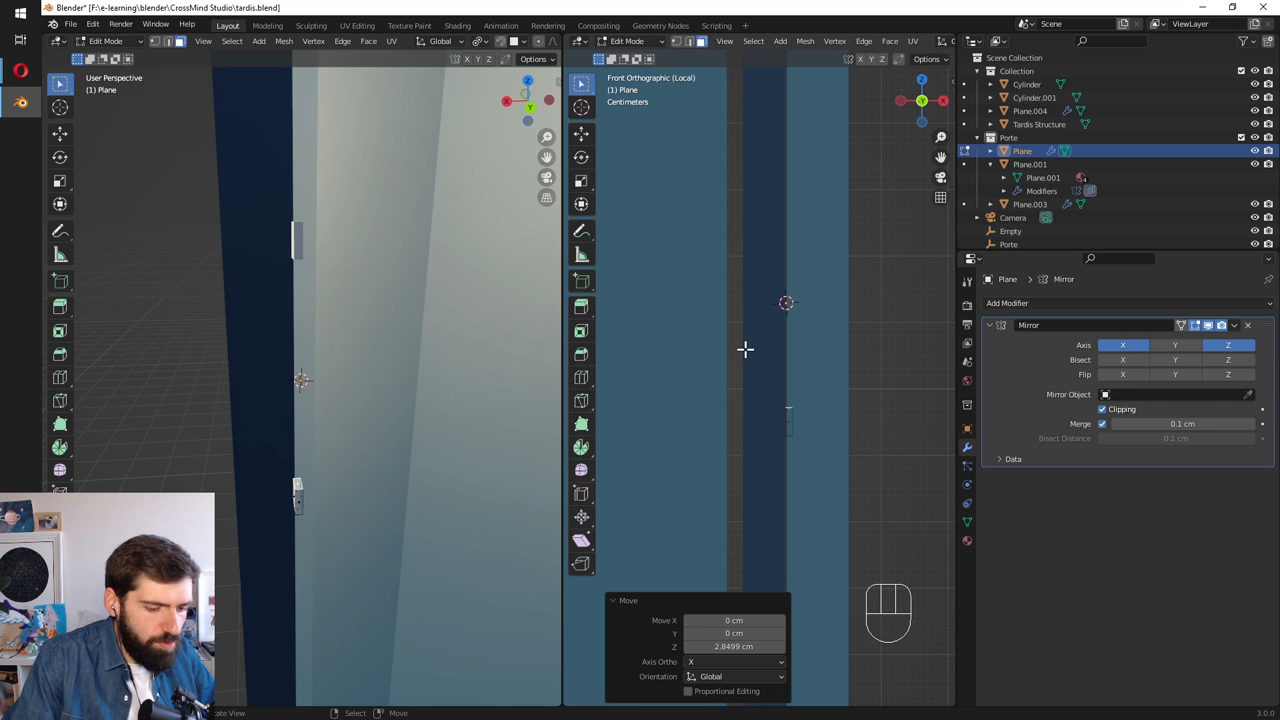 Blender* [F:\e-learning\blender\CrossMind Studio\tardis.blend]
File Edit Render Window Help Layout Modeling Sculpting UV Editing Texture Paint Shading Animation Rendering Compositing Geometry Nodes Scripting + Scene ViewLayer
Edit Mode View Select Add Mesh Vertex Edge Face UV Global
Edit Mode View Select Add Mesh Vertex Edge Face UV
X Y Z Options
X Y Z Options
User Perspective
(1) Plane
Front Orthographic (Local)
(1) Plane
Centimeters
Z
X
Y
Z
X
Y
Scene Collection
Collection
Cylinder
Cylinder.001
Plane.004
Tardis Structure
Porte
Plane
Plane.001
Plane.001 4
Modifiers
Plane.003
Camera
Empty
Porte
Plane > Mirror
Add Modifier
Mirror
Axis X Y Z
Bisect X Y Z
Flip X Y Z
Mirror Object
Clipping
Merge 0.1 cm
Bisect Distance 0.1 cm
Data
Move
Move X 0 cm
Y 0 cm
Z 2.8499 cm
Axis Ortho X
Orientation Global
Proportional Editing
Select Move 3.0.0